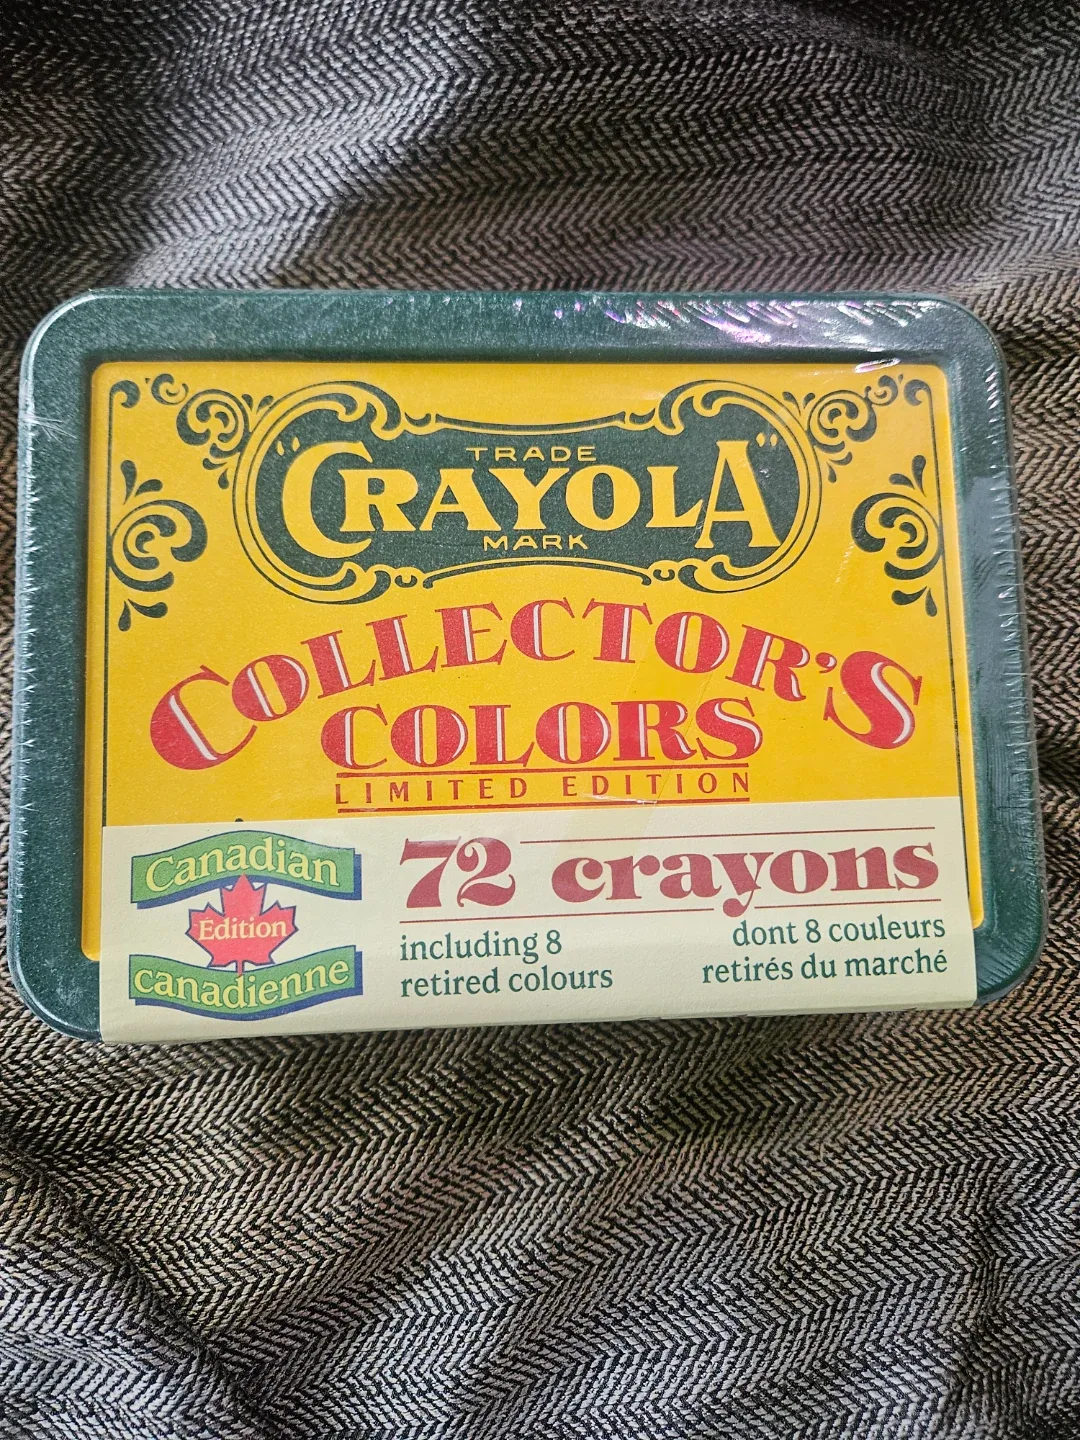 TRADE
"CRAYOLA"
MARK
COLLECTOR'S
COLORS
LIMITED EDITION
Canadian
Édition
canadienne
72 crayons
including 8
retired colours
dont 8 couleurs
retirés du marché